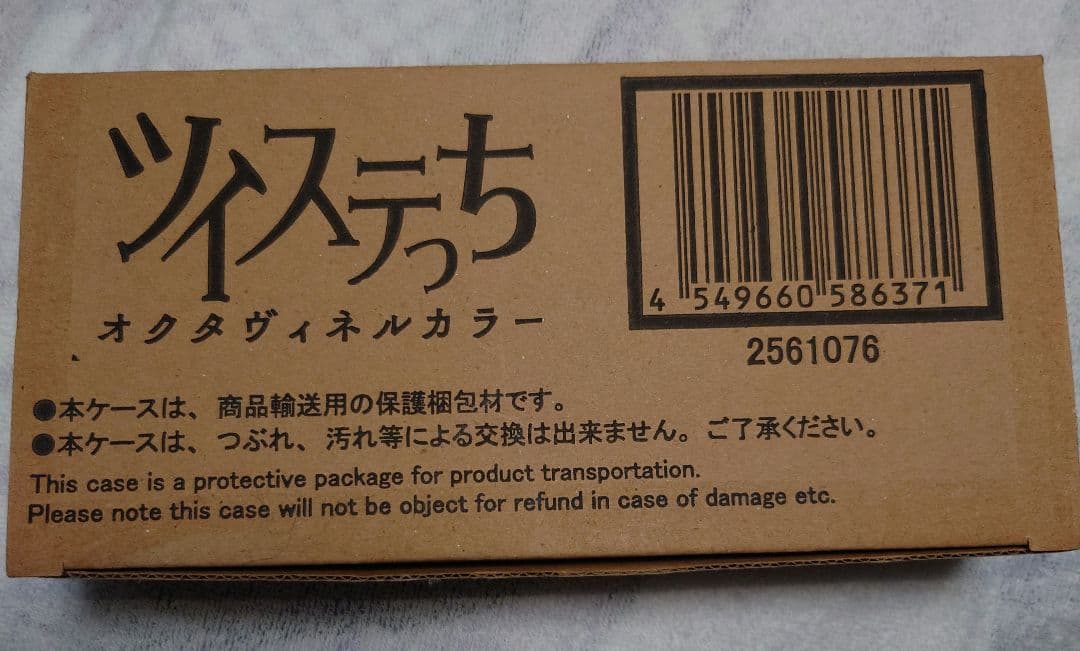 ツイステっち
オクタヴィネルカラー
4 549660 586371
2561076
●本ケースは、商品輸送用の保護梱包材です。
●本ケースは、つぶれ、汚れ等による交換は出来ません。ご了承ください。
This case is a protective package for product transportation.
Please note this case will not be object for refund in case of damage etc.